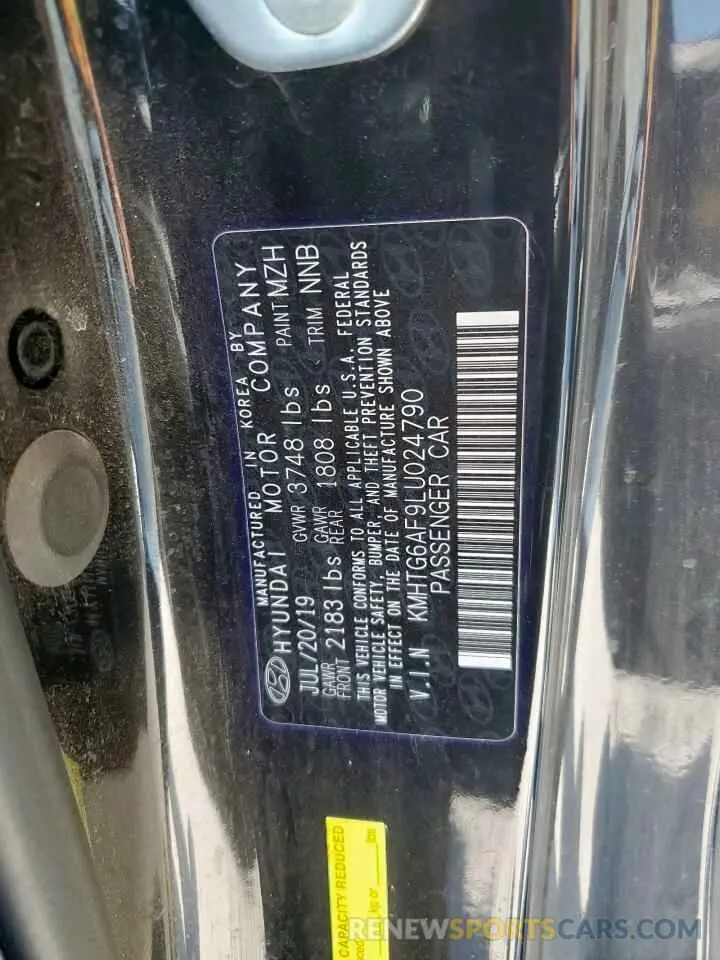 MANUFACTURED IN KOREA BY
HYUNDAI MOTOR COMPANY
JUL/20/19 GVWR 3748 lbs PAINT MZH
GAWR FRONT 2183 lbs GAWR REAR 1808 lbs TRIM NNB
THIS VEHICLE CONFORMS TO ALL APPLICABLE U.S.A. FEDERAL
MOTOR VEHICLE SAFETY, BUMPER, AND THEFT PREVENTION STANDARDS
IN EFFECT ON THE DATE OF MANUFACTURE SHOWN ABOVE
V.I.N KMHTG6AF9LU024790
PASSENGER CAR
CAPACITY REDUCED
kg or
RENEWSPORTSCARS.COM